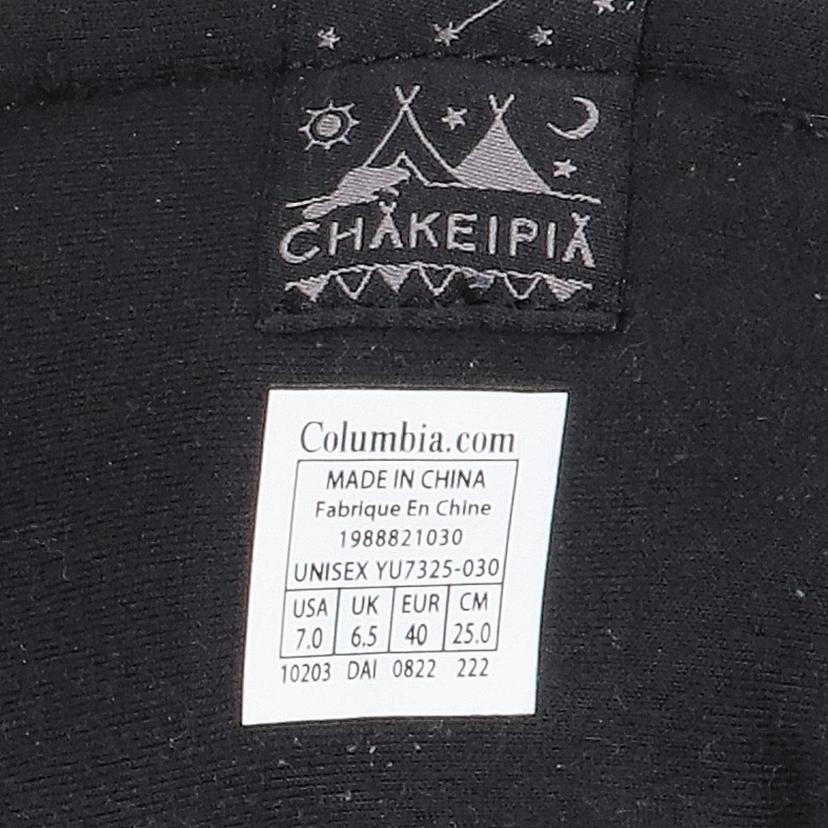 CHAKEIPIA
Columbia.com
MADE IN CHINA
Fabrique En Chine
1988821030
UNISEX YU7325-030
USA UK EUR CM
7.0 6.5 40 25.0
10203 DAI 0822 222